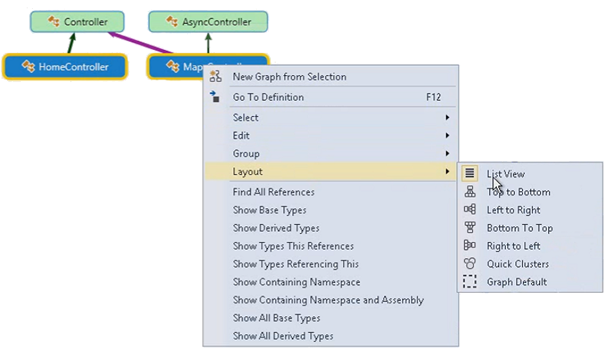 Controller
AsyncController
HomeController
New Graph from Selection
Go To Definition F12
Select
Edit
Group
Layout
Find All References
Show Base Types
Show Derived Types
Show Types This References
Show Types Referencing This
Show Containing Namespace
Show Containing Namespace and Assembly
Show All Base Types
Show All Derived Types
List View
Top to Bottom
Left to Right
Bottom To Top
Right to Left
Quick Clusters
Graph Default